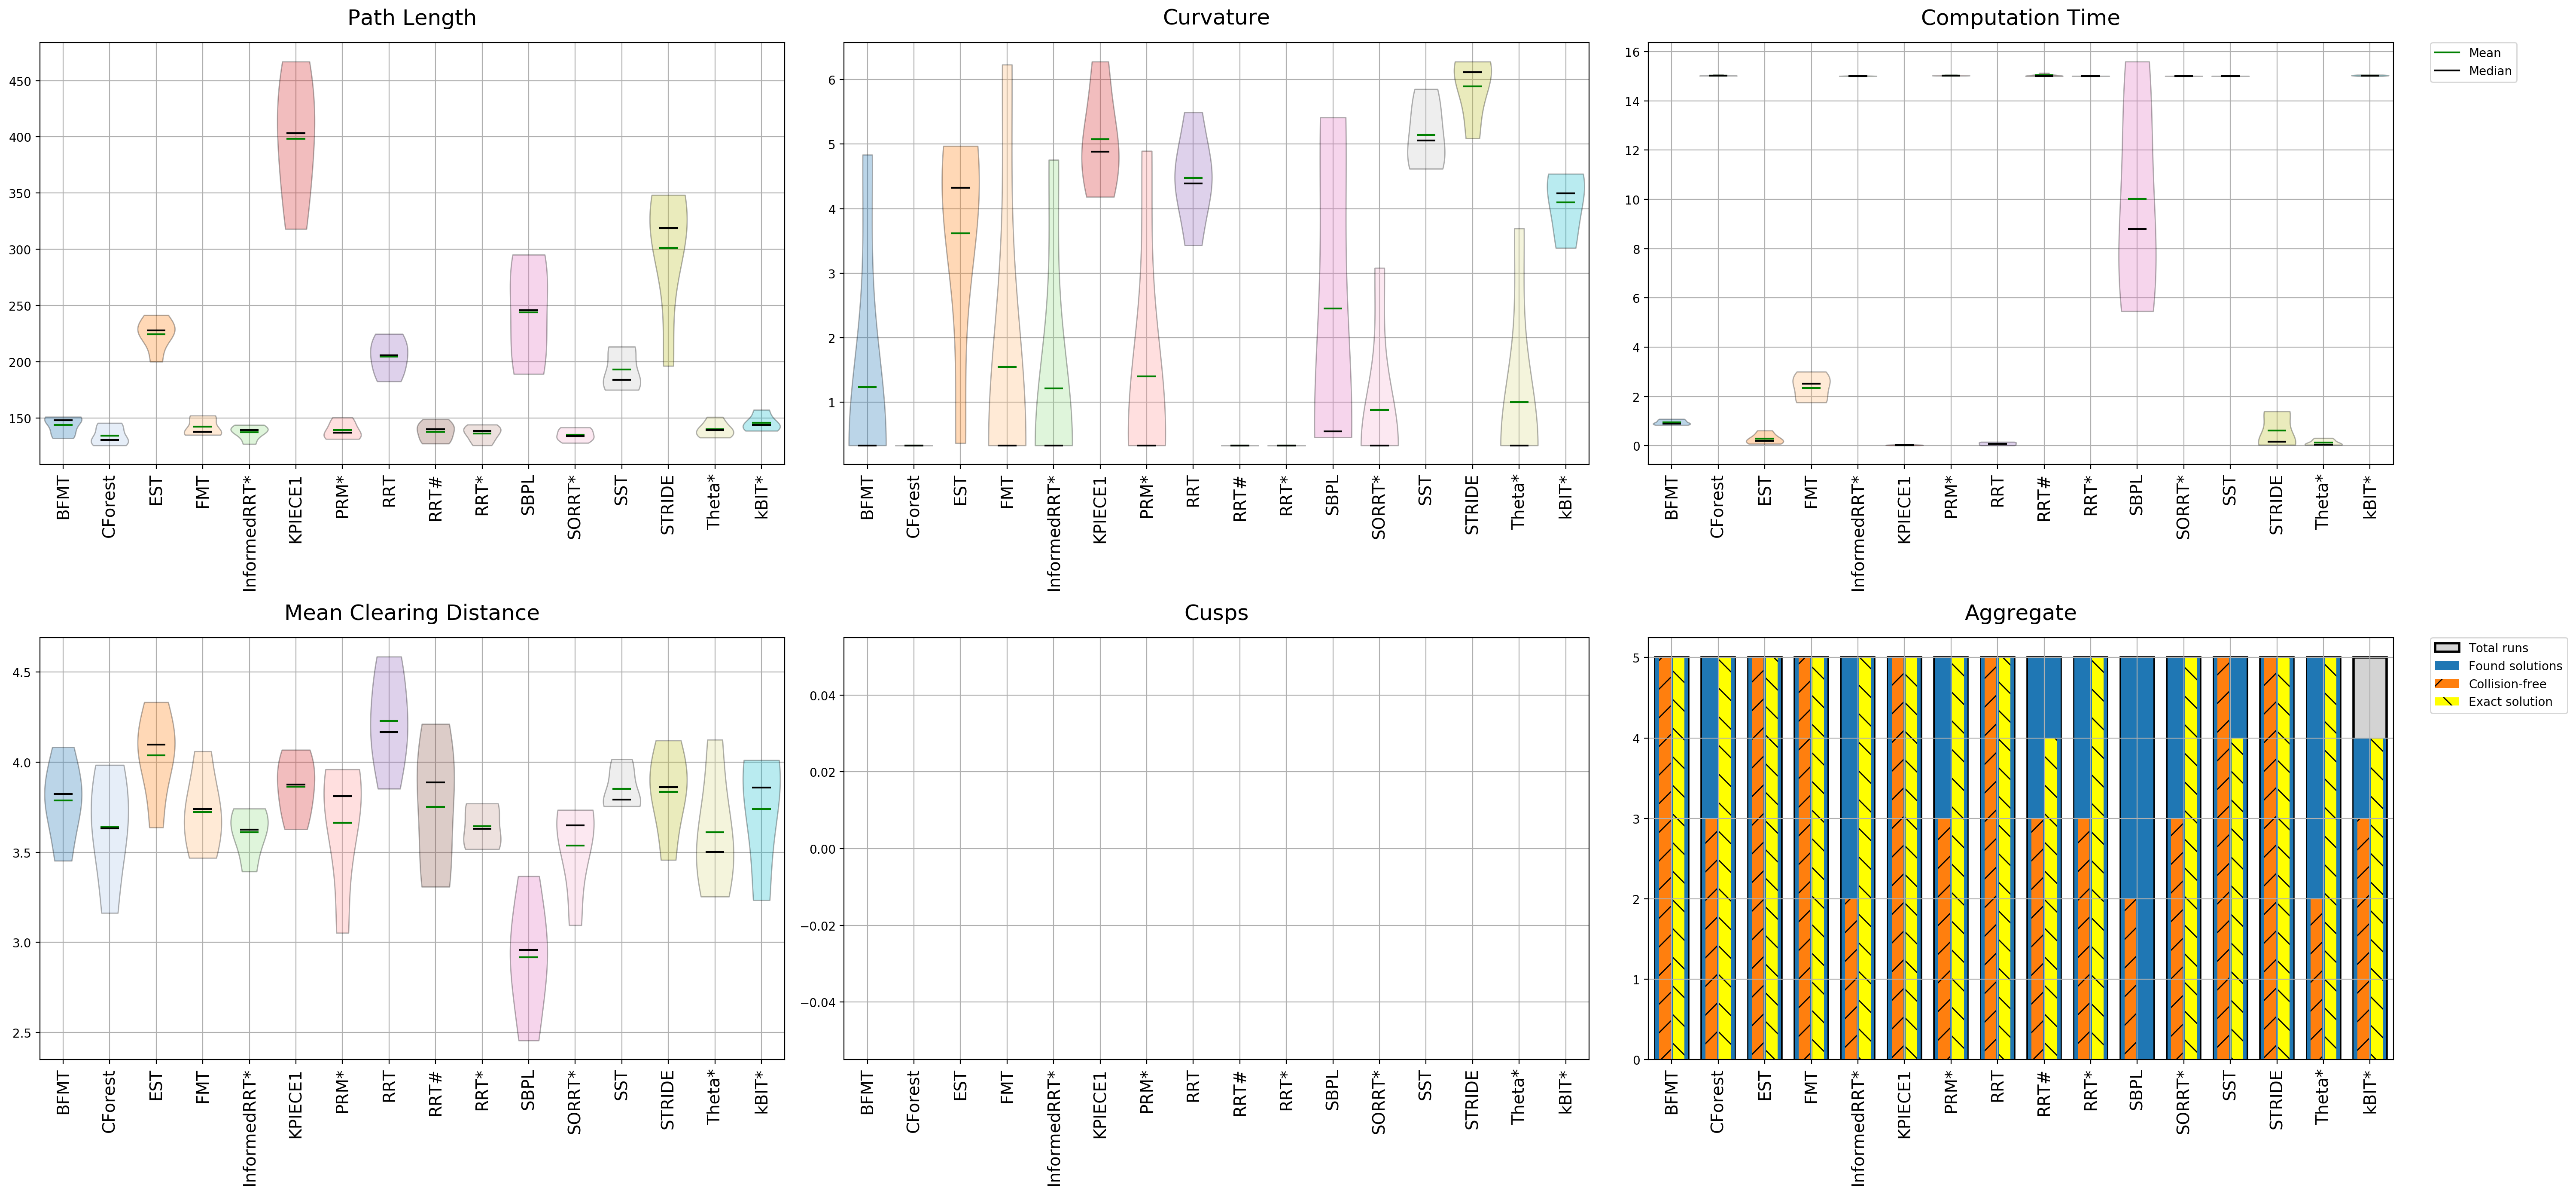 Path Length
450
400
350
300
250
200
150
BFMT
CForest
EST
FMT
InformedRRT*
KPIECE1
PRM*
RRT
RRT#
RRT*
SBPL
SORRT*
SST
STRIDE
Theta*
kBIT*
Curvature
6
5
4
3
2
1
BFMT
CForest
EST
FMT
InformedRRT*
KPIECE1
PRM*
RRT
RRT#
RRT*
SBPL
SORRT*
SST
STRIDE
Theta*
kBIT*
Computation Time
16
14
12
10
8
6
4
2
0
BFMT
CForest
EST
FMT
InformedRRT*
KPIECE1
PRM*
RRT
RRT#
RRT*
SBPL
SORRT*
SST
STRIDE
Theta*
kBIT*
Mean
Median
Mean Clearing Distance
4.5
4.0
3.5
3.0
2.5
BFMT
CForest
EST
FMT
InformedRRT*
KPIECE1
PRM*
RRT
RRT#
RRT*
SBPL
SORRT*
SST
STRIDE
Theta*
kBIT*
Cusps
0.04
0.02
0.00
−0.02
−0.04
BFMT
CForest
EST
FMT
InformedRRT*
KPIECE1
PRM*
RRT
RRT#
RRT*
SBPL
SORRT*
SST
STRIDE
Theta*
kBIT*
Aggregate
5
4
3
2
1
0
BFMT
CForest
EST
FMT
InformedRRT*
KPIECE1
PRM*
RRT
RRT#
RRT*
SBPL
SORRT*
SST
STRIDE
Theta*
kBIT*
Total runs
Found solutions
Collision-free
Exact solution